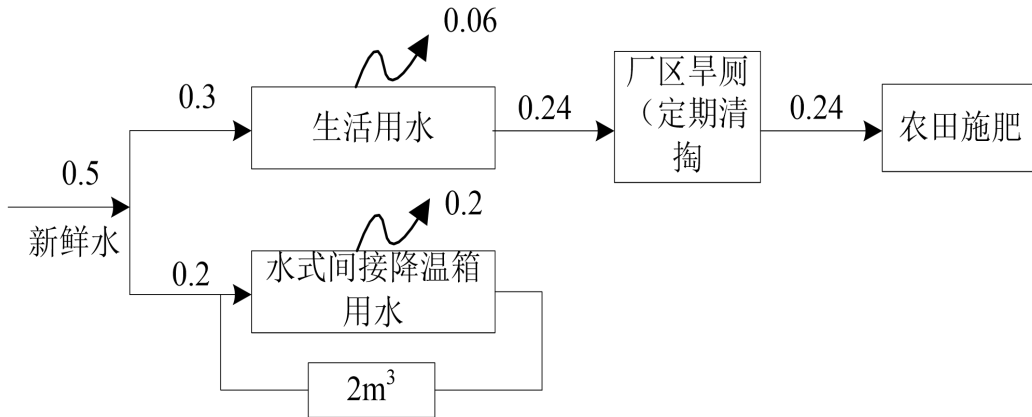 0.06
0.3
生活用水
0.24
厂区旱厕
（定期清
掏
0.24
农田施肥
0.5
新鲜水
0.2
0.2
水式间接降温箱
用水
2m³